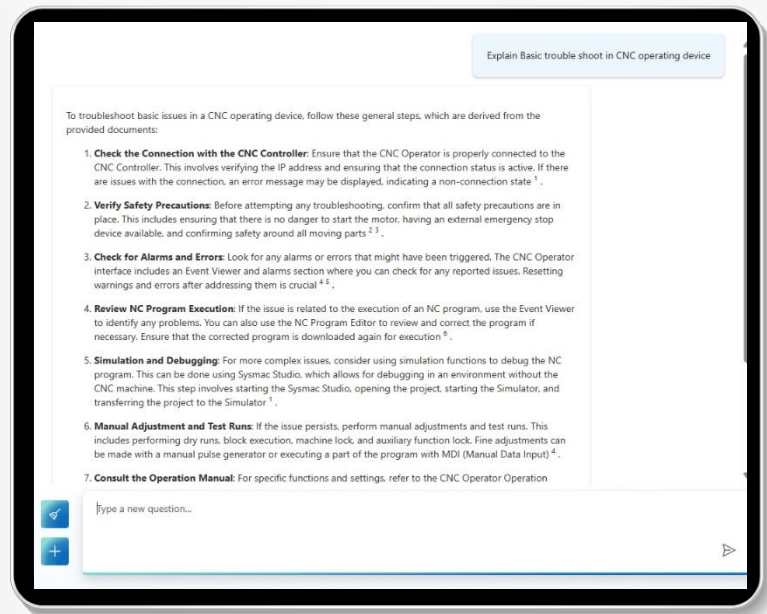 Explain Basic trouble shoot in CNC operating device
To troubleshoot basic issues in a CNC operating device, follow these general steps, which are derived from the
provided documents:
1. Check the Connection with the CNC Controller: Ensure that the CNC Operator is properly connected to the
CNC Controller. This involves verifying the IP address and ensuring that the connection status is active. If there
are issues with the connection, an error message may be displayed, indicating a non-connection state 1 .
2. Verify Safety Precautions: Before attempting any troubleshooting, confirm that all safety precautions are in
place. This includes ensuring that there is no danger to start the motor, having an external emergency stop
device available, and confirming safety around all moving parts 2 3 .
3. Check for Alarms and Errors: Look for any alarms or errors that might have been triggered. The CNC Operator
interface includes an Event Viewer and alarms section where you can check for any reported issues. Resetting
warnings and errors after addressing them is crucial 4 5 .
4. Review NC Program Execution: If the issue is related to the execution of an NC program, use the Event Viewer
to identify any problems. You can also use the NC Program Editor to review and correct the program if
necessary. Ensure that the corrected program is downloaded again for execution 6 .
5. Simulation and Debugging: For more complex issues, consider using simulation functions to debug the NC
program. This can be done using Sysmac Studio, which allows for debugging in an environment without the
CNC machine. This step involves starting the Sysmac Studio, opening the project, starting the Simulator, and
transferring the project to the Simulator 1 .
6. Manual Adjustment and Test Runs: If the issue persists, perform manual adjustments and test runs. This
includes performing dry runs, block execution, machine lock, and auxiliary function lock. Fine adjustments can
be made with a manual pulse generator or executing a part of the program with MDI (Manual Data Input) 4 .
7. Consult the Operation Manual: For specific functions and settings, refer to the CNC Operator Operation
Type a new question...